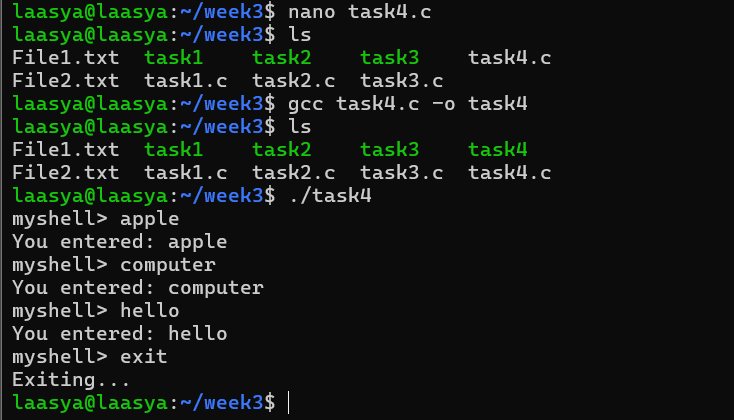 laasya@laasya:~/week3$ nano task4.c
laasya@laasya:~/week3$ ls
File1.txt  task1    task2    task3    task4.c
File2.txt  task1.c  task2.c  task3.c
laasya@laasya:~/week3$ gcc task4.c -o task4
laasya@laasya:~/week3$ ls
File1.txt  task1    task2    task3    task4
File2.txt  task1.c  task2.c  task3.c  task4.c
laasya@laasya:~/week3$ ./task4
myshell> apple
You entered: apple
myshell> computer
You entered: computer
myshell> hello
You entered: hello
myshell> exit
Exiting...
laasya@laasya:~/week3$